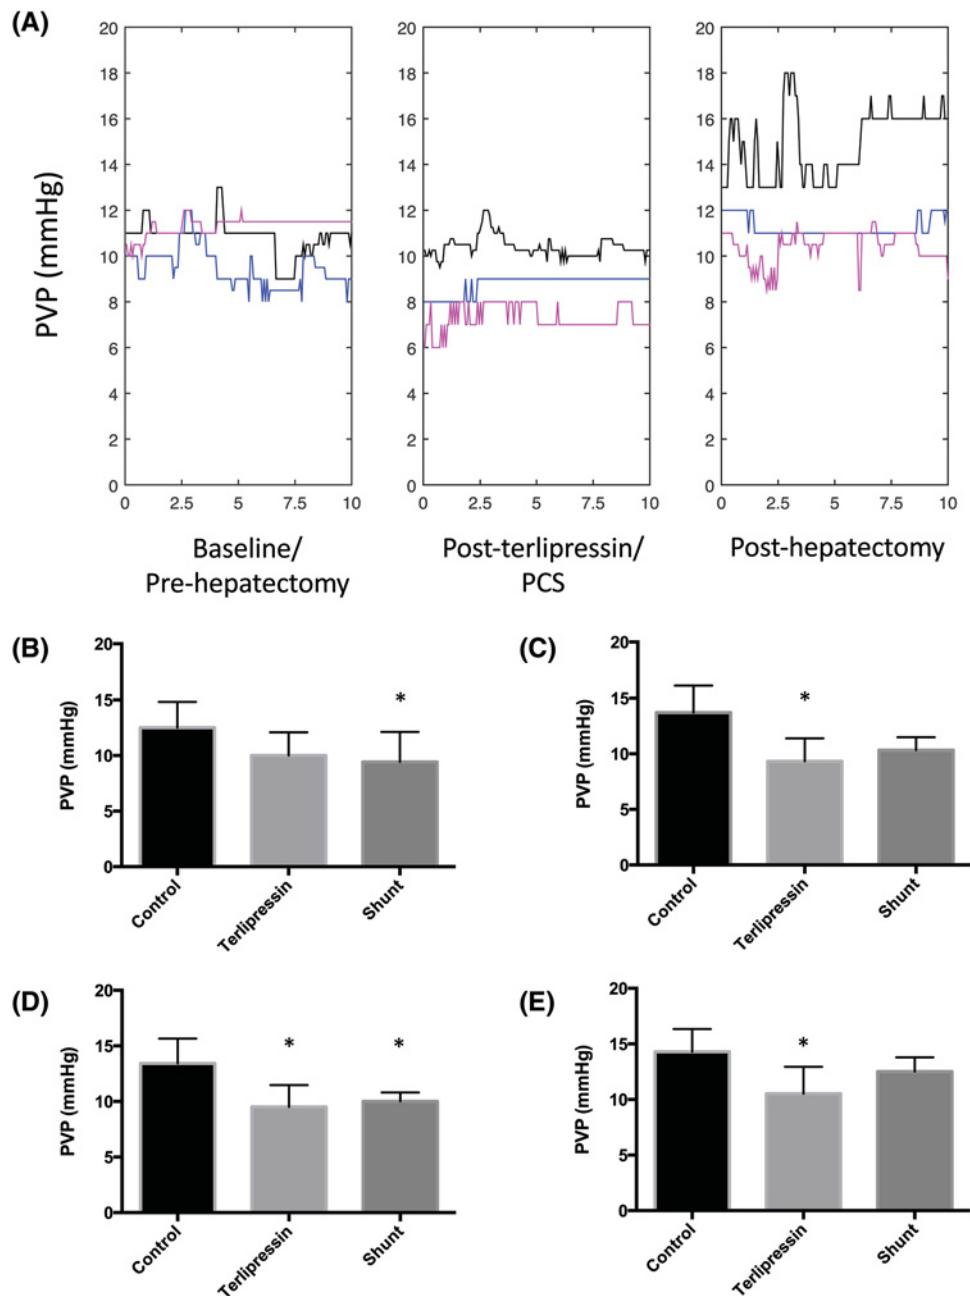 (A)
PVP (mmHg)
20 20 20
18 18 18
16 16 16
14 14 14
12 12 12
10 10 10
8 8 8
6 6 6
4 4 4
2 2 2
0 0 0
0 2.5 5 7.5 10 0 2.5 5 7.5 10 0 2.5 5 7.5 10
Baseline/
Pre-hepatectomy
Post-terlipressin/
PCS
Post-hepatectomy
(B)
PVP (mmHg)
20
15
10
5
0
*
Control Terlipressin Shunt
(C)
PVP (mmHg)
20
15
10
5
0
*
Control Terlipressin Shunt
(D)
PVP (mmHg)
20
15
10
5
0
* *
Control Terlipressin Shunt
(E)
PVP (mmHg)
20
15
10
5
0
*
Control Terlipressin Shunt